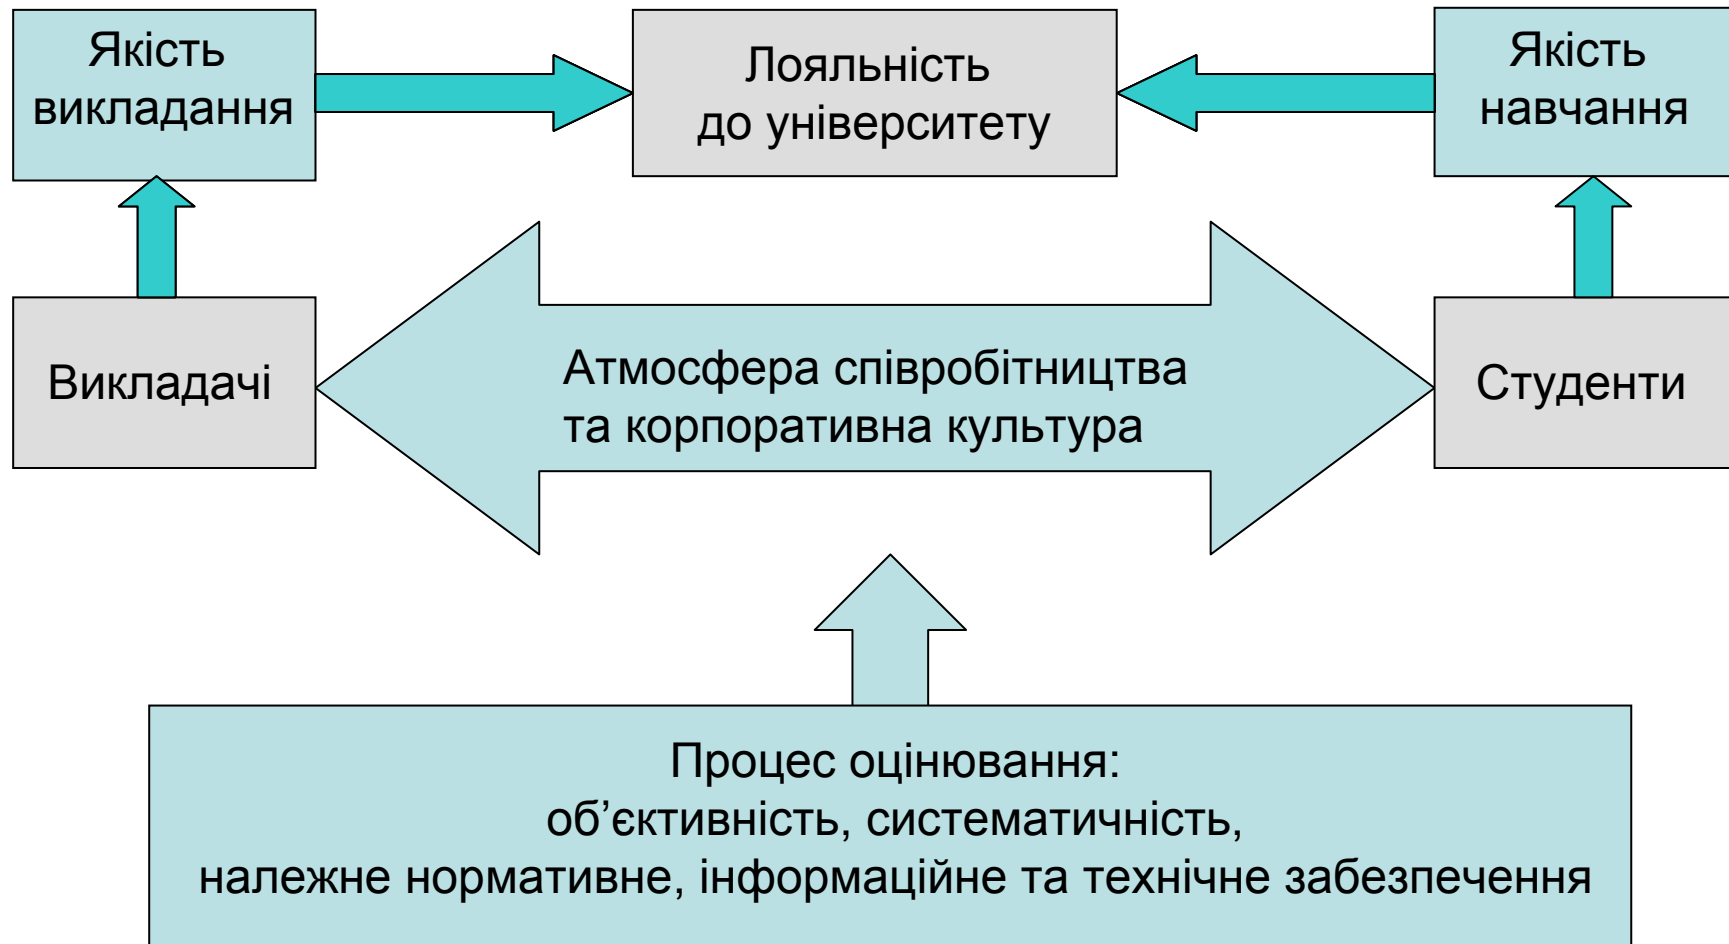 Якість
викладання
Лояльність
до університету
Якість
навчання
Викладачі
Атмосфера співробітництва
та корпоративна культура
Студенти
Процес оцінювання:
об’єктивність, систематичність,
належне нормативне, інформаційне та технічне забезпечення